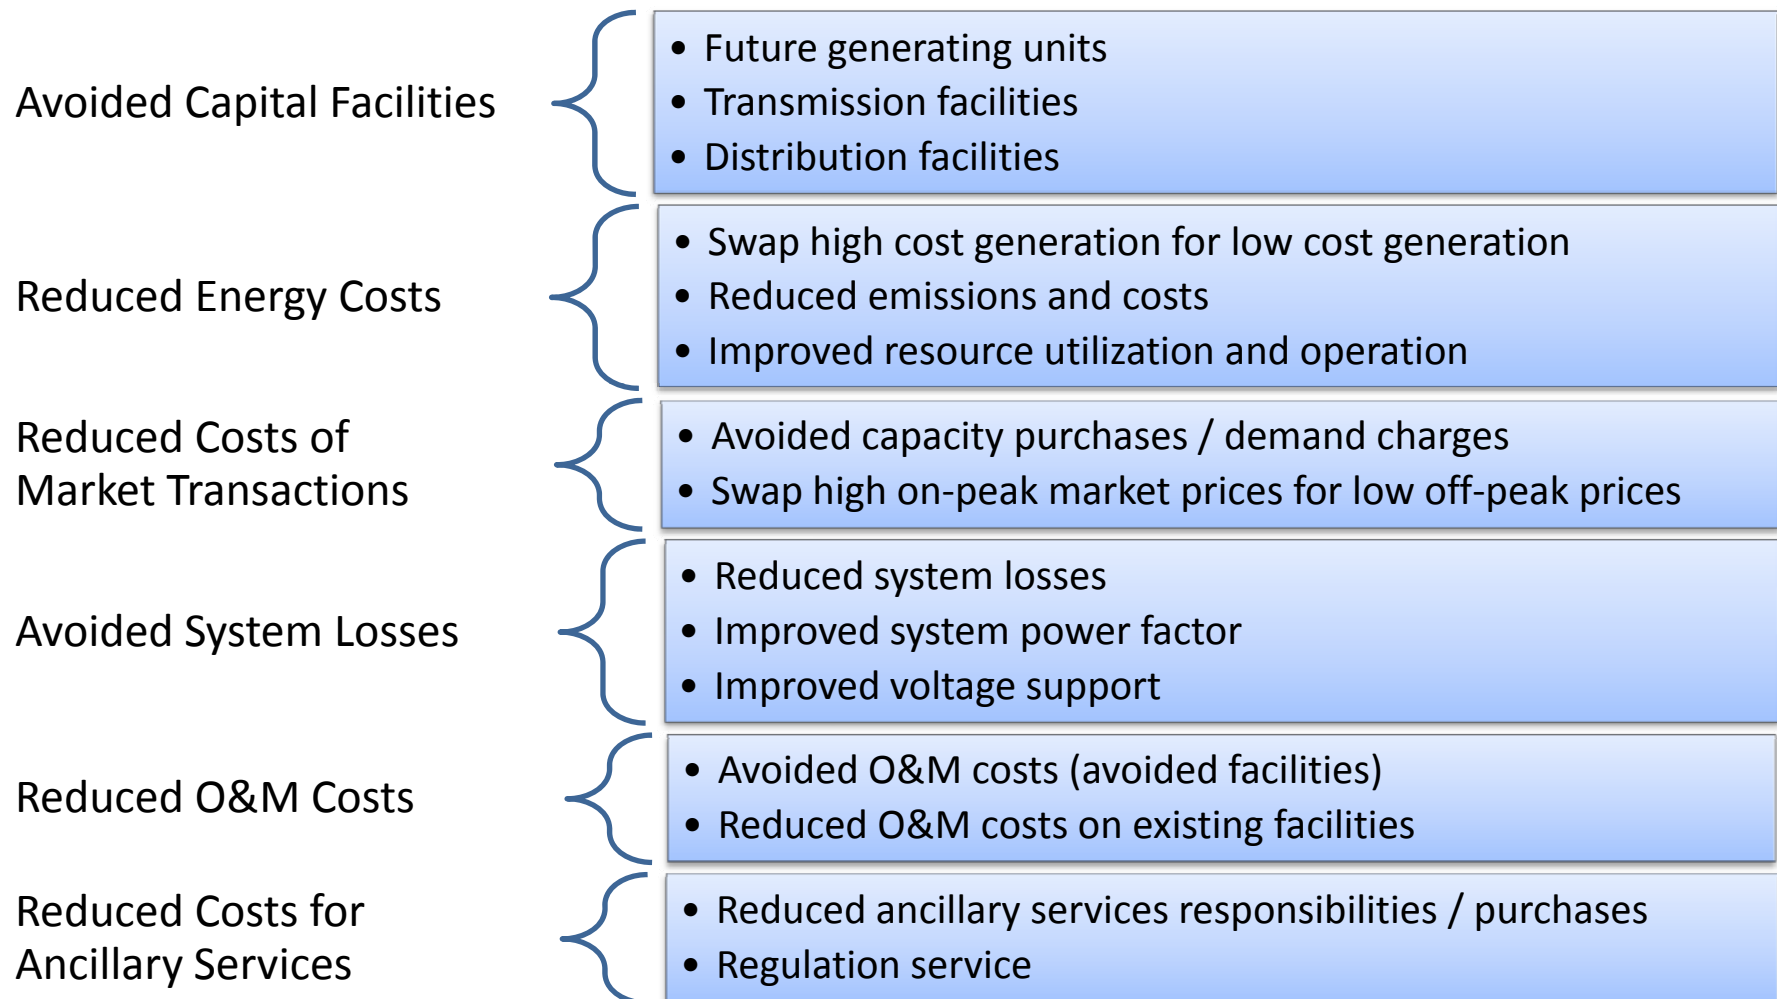 Avoided Capital Facilities
• Future generating units
• Transmission facilities
• Distribution facilities
Reduced Energy Costs
• Swap high cost generation for low cost generation
• Reduced emissions and costs
• Improved resource utilization and operation
Reduced Costs of
Market Transactions
• Avoided capacity purchases / demand charges
• Swap high on-peak market prices for low off-peak prices
Avoided System Losses
• Reduced system losses
• Improved system power factor
• Improved voltage support
Reduced O&M Costs
• Avoided O&M costs (avoided facilities)
• Reduced O&M costs on existing facilities
Reduced Costs for
Ancillary Services
• Reduced ancillary services responsibilities / purchases
• Regulation service